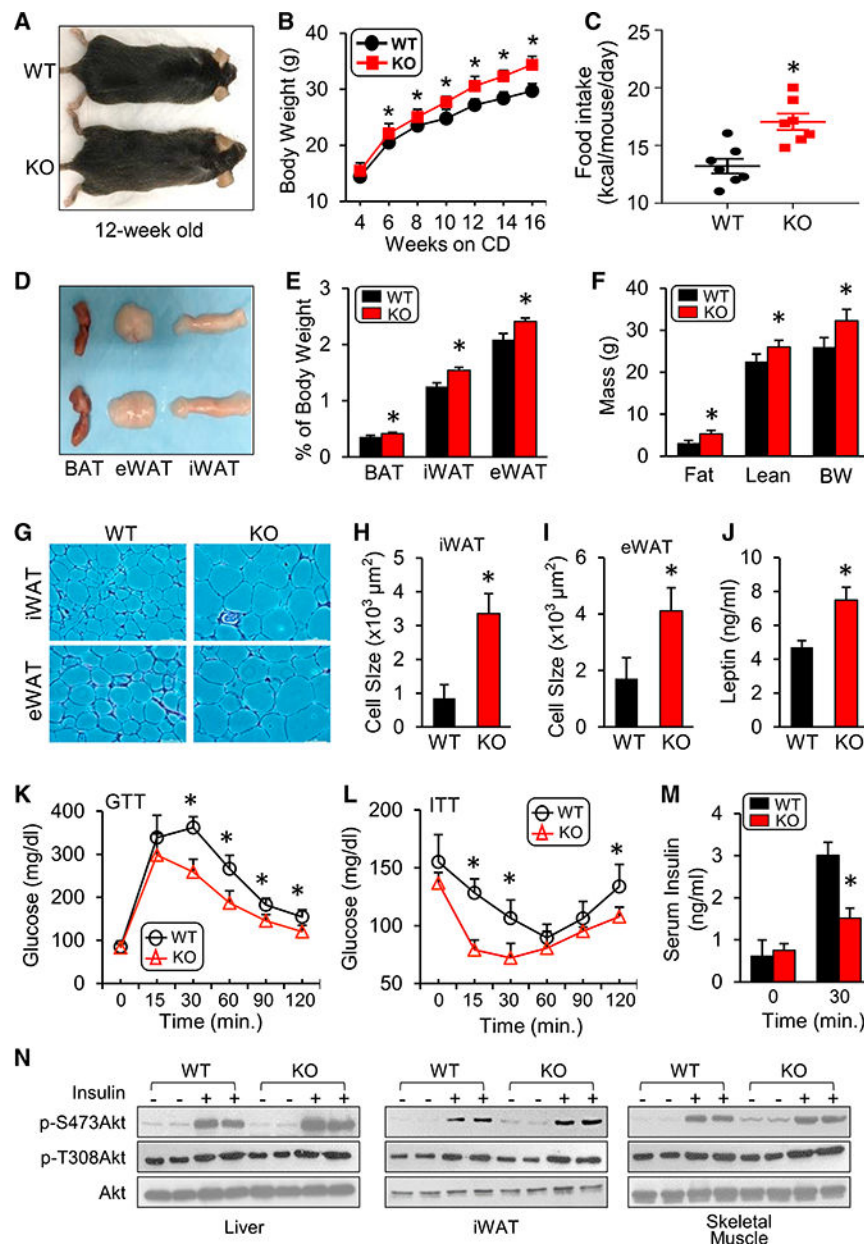 A
WT
KO
12-week old
B
WT
KO
Body Weight (g)
40
30
20
10
* * * * * *
4 6 8 10 12 14 16
Weeks on CD
C
Food intake
(kcal/mouse/day)
25
20
15
10
*
WT KO
D
BAT eWAT iWAT
E
WT
KO
% of Body Weight
3
2
1
0
* * *
BAT iWAT eWAT
F
WT
KO
Mass (g)
40
30
20
10
0
* * *
Fat Lean BW
G
WT KO
iWAT
eWAT
H
iWAT
Cell SIze (x10³ µm²)
5
4
3
2
1
0
*
WT KO
I
eWAT
Cell SIze (x10³ µm²)
6
4
2
0
*
WT KO
J
Leptin (ng/ml)
10
8
6
4
2
0
*
WT KO
K
GTT
Glucose (mg/dl)
400
300
200
100
0
* * * *
WT
KO
0 15 30 60 90 120
Time (min.)
L
ITT
Glucose (mg/dl)
200
150
100
50
* * *
WT
KO
0 15 30 60 90 120
Time (min.)
M
WT
KO
Serum Insulin
(ng/ml)
4
3
2
1
0
*
0 30
Time (min.)
N
WT KO WT KO WT KO
Insulin - - + + - - + + - - + + - - + + - - + + - - + +
p-S473Akt
p-T308Akt
Akt
Liver iWAT Skeletal
Muscle